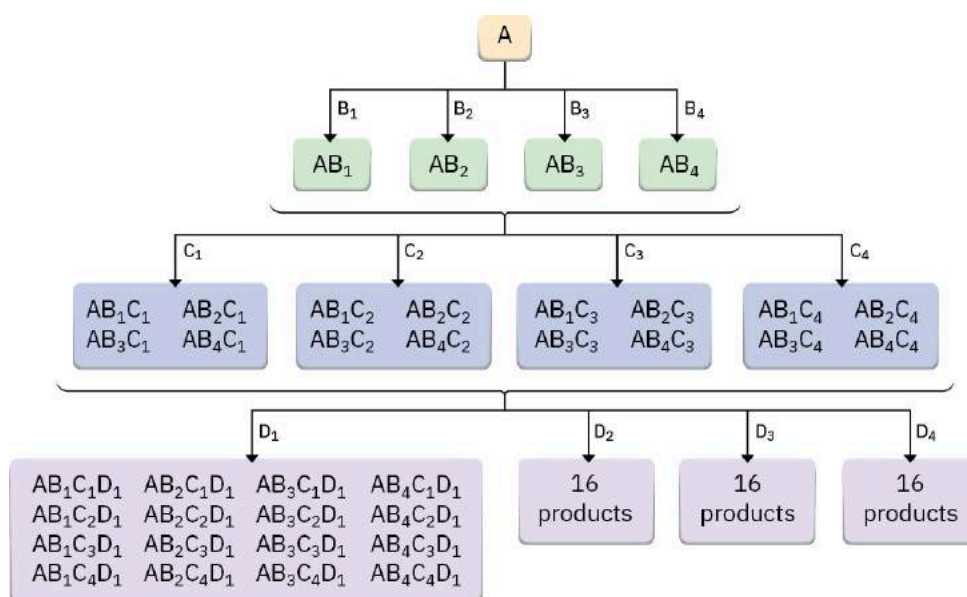 A
B₁ B₂ B₃ B₄
AB₁ AB₂ AB₃ AB₄
C₁ C₂ C₃ C₄
AB₁C₁ AB₂C₁
AB₃C₁ AB₄C₁
AB₁C₂ AB₂C₂
AB₃C₂ AB₄C₂
AB₁C₃ AB₂C₃
AB₃C₃ AB₄C₃
AB₁C₄ AB₂C₄
AB₃C₄ AB₄C₄
D₁ D₂ D₃ D₄
AB₁C₁D₁ AB₂C₁D₁ AB₃C₁D₁ AB₄C₁D₁
AB₁C₂D₁ AB₂C₂D₁ AB₃C₂D₁ AB₄C₂D₁
AB₁C₃D₁ AB₂C₃D₁ AB₃C₃D₁ AB₄C₃D₁
AB₁C₄D₁ AB₂C₄D₁ AB₃C₄D₁ AB₄C₄D₁
16
products
16
products
16
products